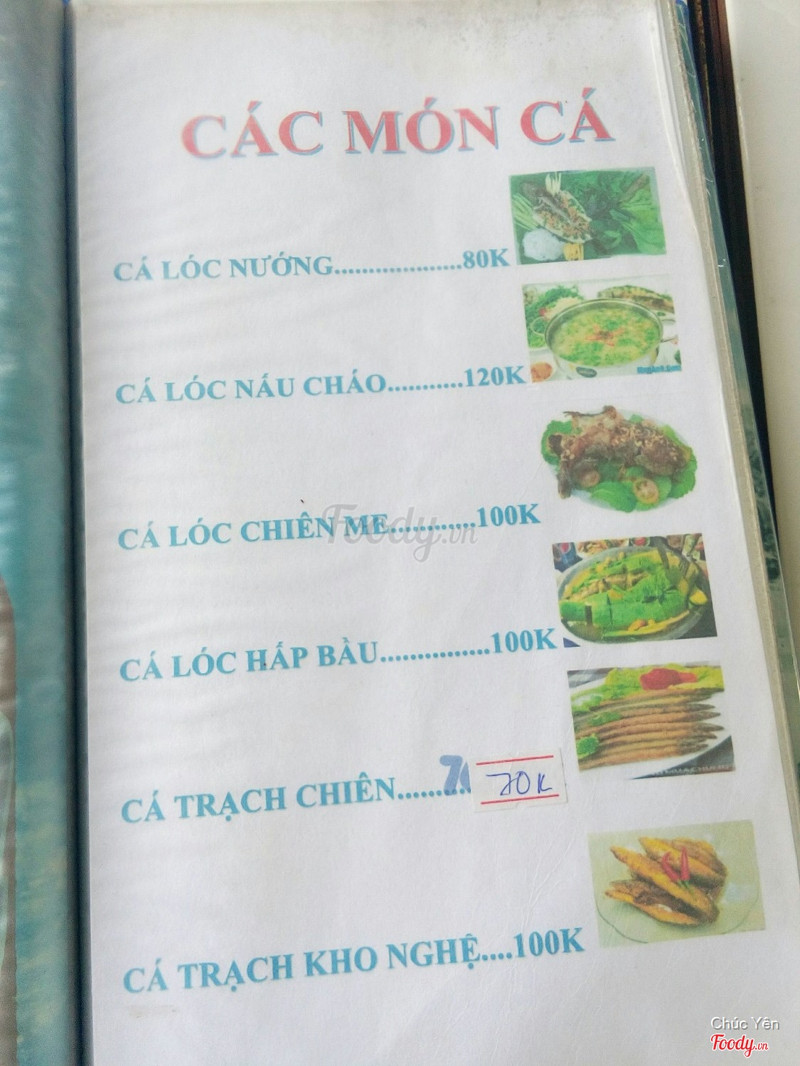 CÁC MÓN CÁ
CÁ LÓC NƯỚNG...................80K
CÁ LÓC NẤU CHÁO...........120K
CÁ LÓC CHIÊN ME............100K
Foody.vn
CÁ LÓC HẤP BẦU................100K
CÁ TRẠCH CHIÊN.......... 70K
CÁ TRẠCH KHO NGHỆ....100K
Chúc Yên
Foody.vn